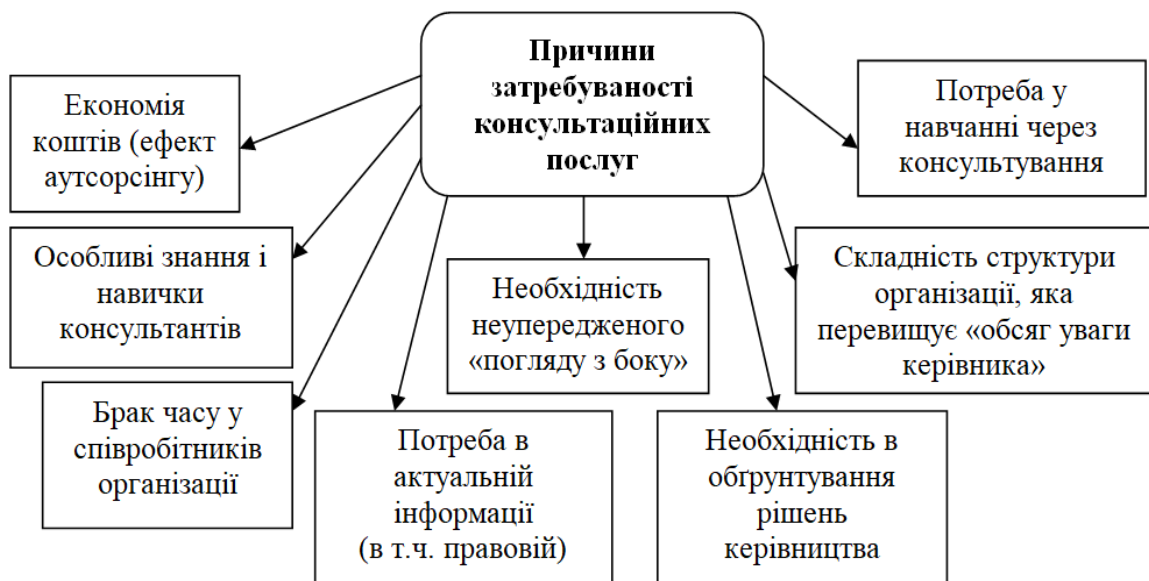 Причини
затребуваності
консультаційних
послуг
Економія
коштів (ефект
аутсорсінгу)
Потреба у
навчанні через
консультування
Особливі знання і
навички
консультантів
Необхідність
неупередженого
«погляду з боку»
Складність структури
організації, яка
перевищує «обсяг уваги
керівника»
Брак часу у
співробітників
організації
Потреба в
актуальній
інформації
(в т.ч. правовій)
Необхідність в
обґрунтування
рішень
керівництва